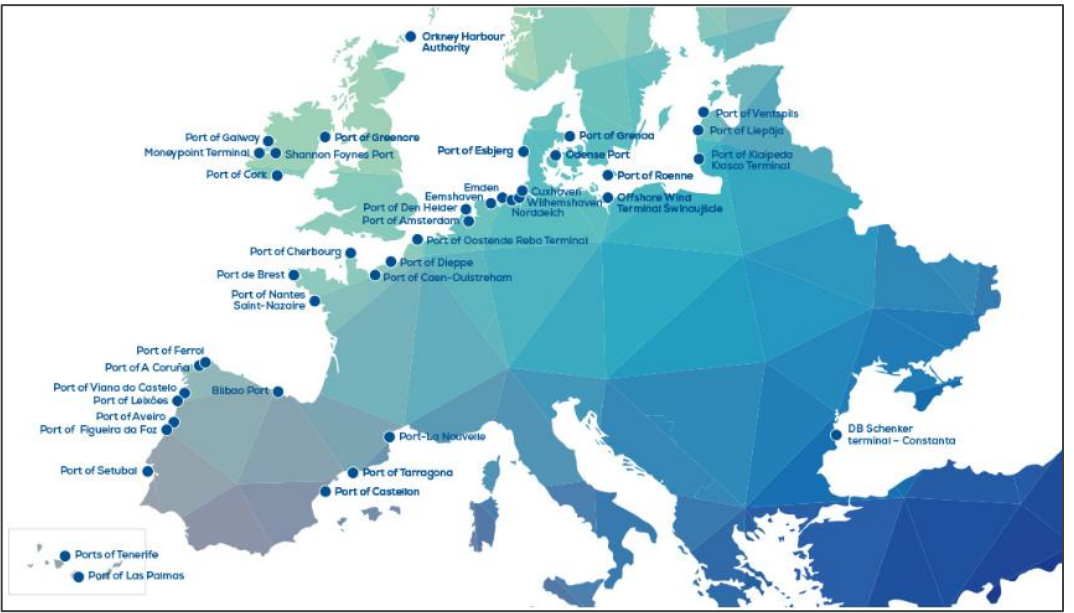 Orkney Harbour
Authority
Port of Galway
Port of Greenore
Moneypoint Terminal
Shannon Foynes Port
Port of Cork
Port of Esbjerg
Port of Grenaa
Odense Port
Port of Roenne
Port of Ventspils
Port of Liepāja
Port of Klaipeda
Klasco Terminal
Emden
Eemshaven
Cuxhaven
Wilhemshaven
Norddeich
Offshore Wind
Terminal Świnoujście
Port of Den Helder
Port of Amsterdam
Port of Oostende Rebo Terminal
Port of Cherbourg
Port of Dieppe
Port de Brest
Port of Caen-Ouistreham
Port of Nantes
Saint-Nazaire
Port of Ferrol
Port of A Coruña
Port of Viana do Castelo
Bilbao Port
Port of Leixões
Port of Aveiro
Port of Figueira da Foz
Port-La Nouvelle
DB Schenker
terminal – Constanta
Port of Setubal
Port of Tarragona
Port of Castellon
Ports of Tenerife
Port of Las Palmas